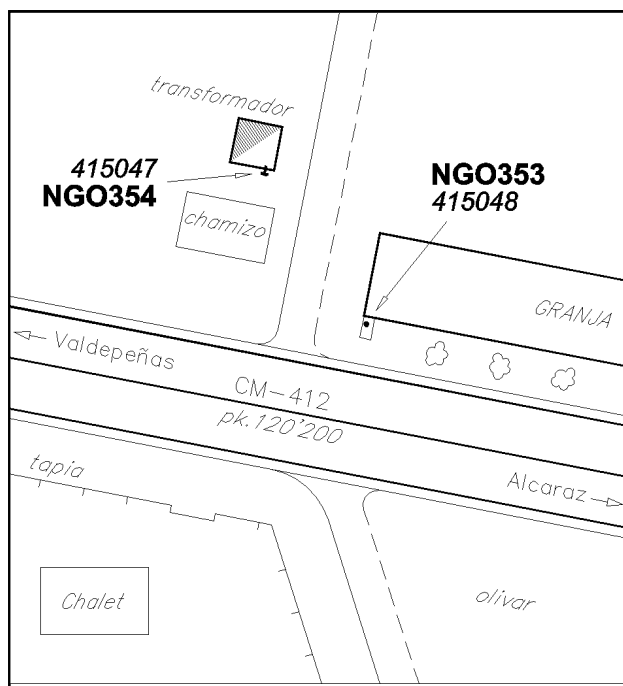 transformador
415047
NGO354
NGO353
415048
chamizo
GRANJA
Valdepeñas
CM-412
pk.120'200
tapia
Alcaraz
Chalet
olivar